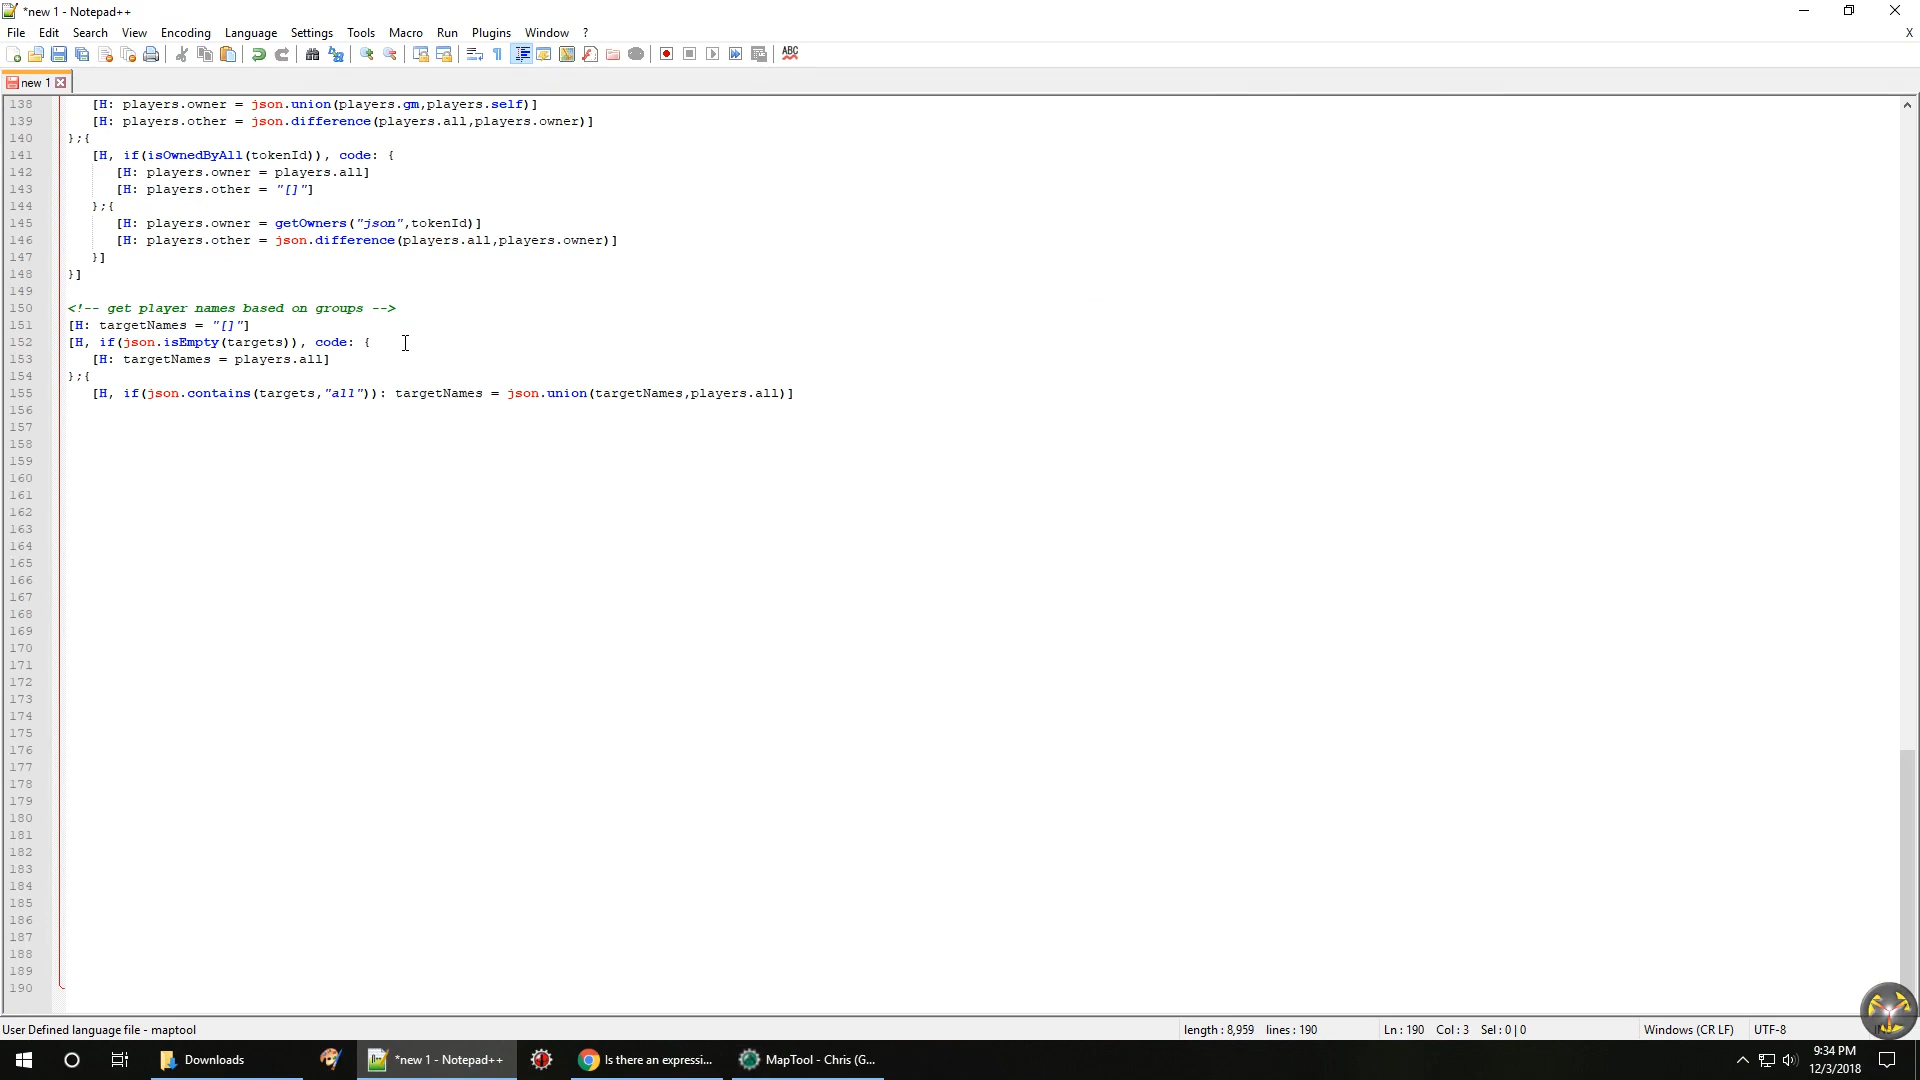 *new 1 - Notepad++
File Edit Search View Encoding Language Settings Tools Macro Run Plugins Window ? X
new 1
138 [H: players.owner = json.union(players.gm,players.self)]
139 [H: players.other = json.difference(players.all,players.owner)]
140 };{
141 [H, if(isOwnedByAll(tokenId)), code: {
142 [H: players.owner = players.all]
143 [H: players.other = "[]"]
144 };{
145 [H: players.owner = getOwners("json",tokenId)]
146 [H: players.other = json.difference(players.all,players.owner)]
147 }]
148 }]
149
150 <!-- get player names based on groups -->
151 [H: targetNames = "[]"]
152 [H, if(json.isEmpty(targets)), code: {
153 [H: targetNames = players.all]
154 };{
155 [H, if(json.contains(targets,"all")): targetNames = json.union(targetNames,players.all)]
156
157
158
159
160
161
162
163
164
165
166
167
168
169
170
171
172
173
174
175
176
177
178
179
180
181
182
183
184
185
186
187
188
189
190
User Defined language file - maptool length : 8,959 lines : 190 Ln : 190 Col : 3 Sel : 0 | 0 Windows (CR LF) UTF-8
Downloads *new 1 - Notepad++ Is there an expressi... MapTool - Chris (G... 9:34 PM
12/3/2018